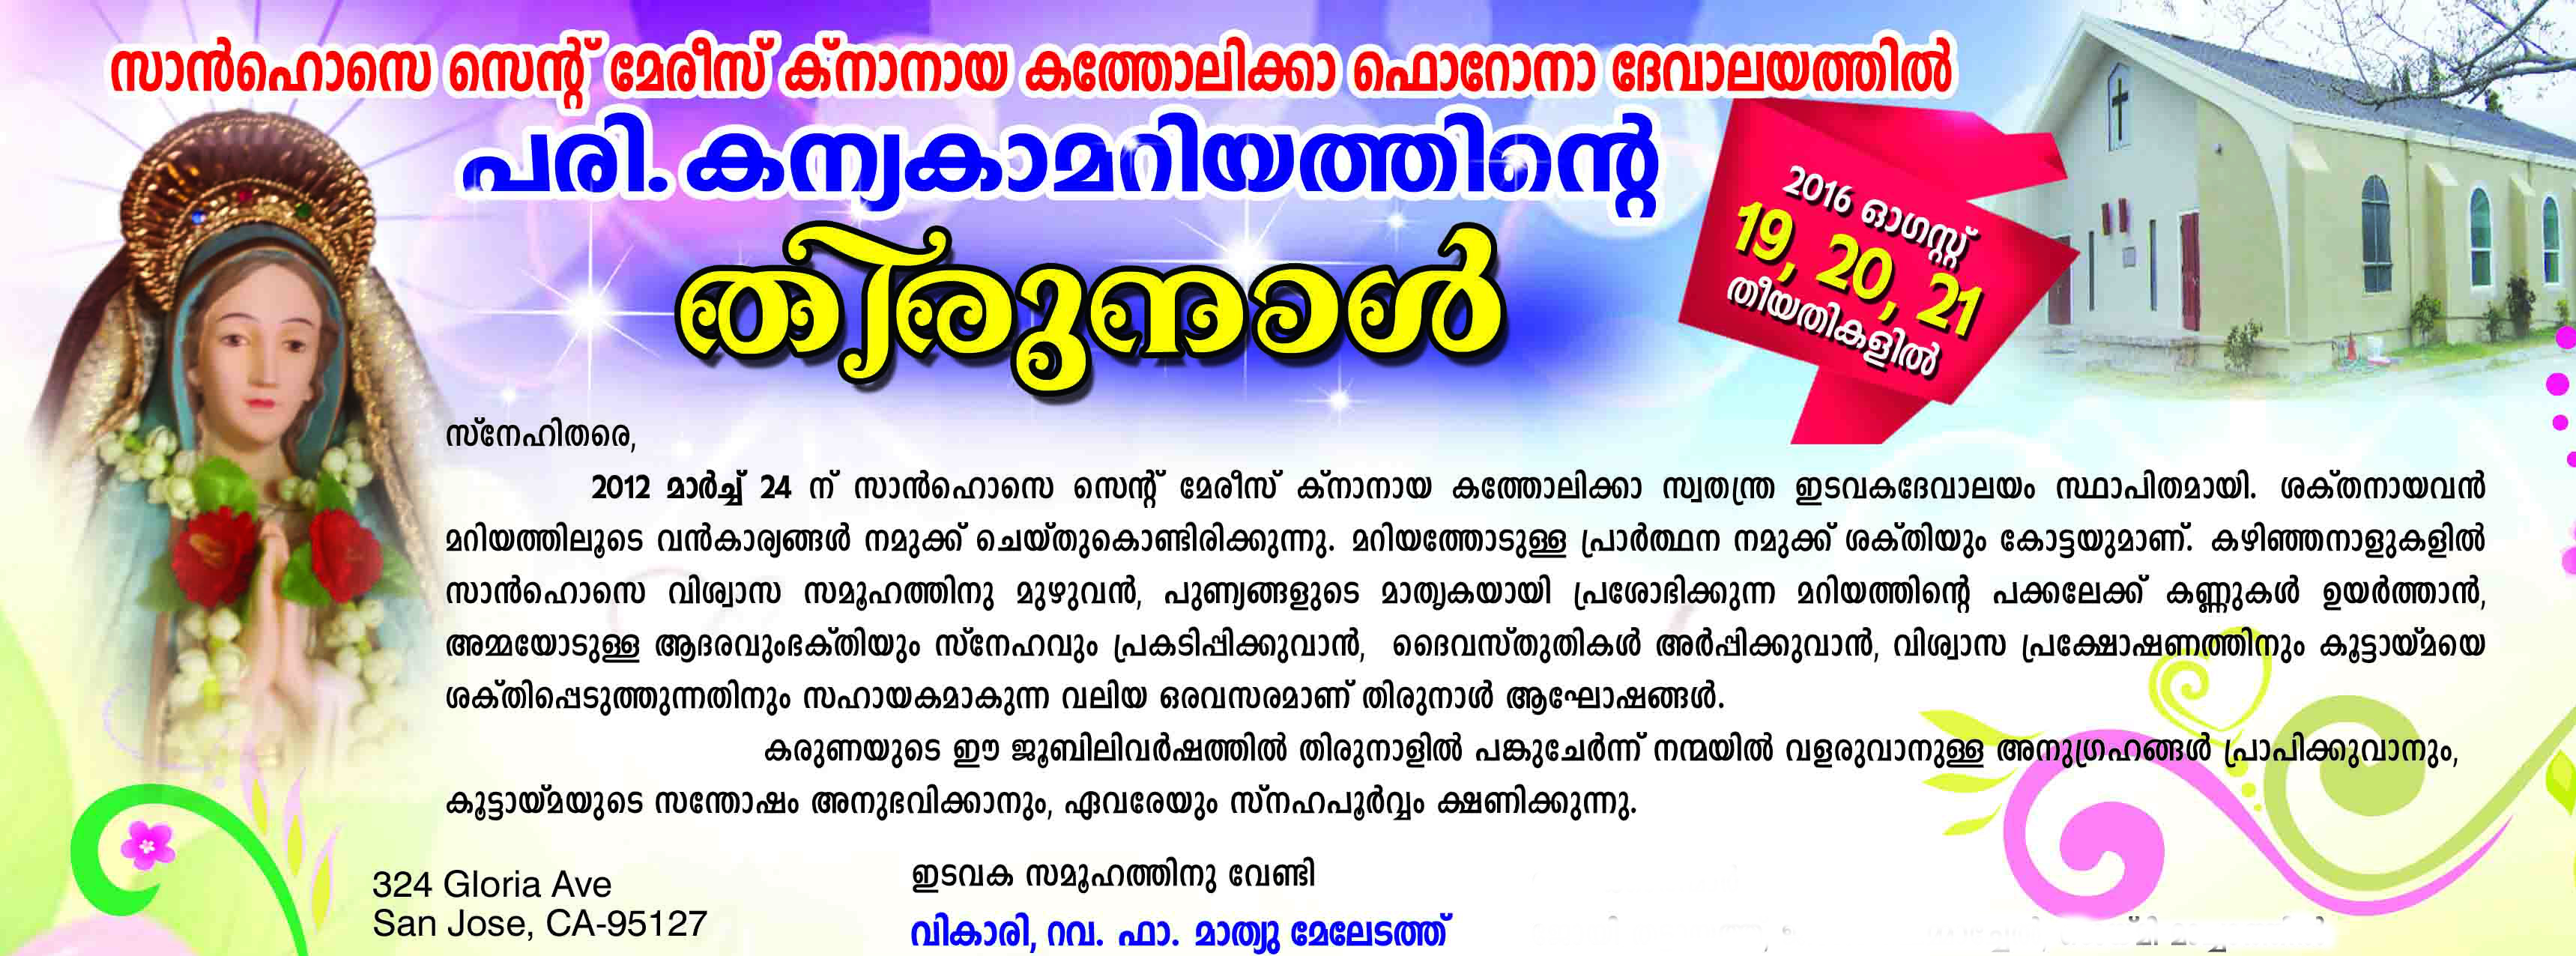 സാൻഹൊസെ സെന്റ് മേരീസ് ക്നാനായ കത്തോലിക്കാ ഫൊറോനാ ദേവാലയത്തിൽ
പരി. കന്യകാമറിയത്തിന്റെ
തിരുനാൾ
2016 ഓഗസ്റ്റ്
19, 20, 21
തീയതികളിൽ
സ്നേഹിതരെ,
2012 മാർച്ച് 24 ന് സാൻഹൊസെ സെന്റ് മേരീസ് ക്നാനായ കത്തോലിക്കാ സ്വതന്ത്ര ഇടവകദേവാലയം സ്ഥാപിതമായി. ശക്തനായവൻ
മറിയത്തിലൂടെ വൻകാര്യങ്ങൾ നമുക്ക് ചെയ്തുകൊണ്ടിരിക്കുന്നു. മറിയത്തോടുള്ള പ്രാർത്ഥന നമുക്ക് ശക്തിയും കോട്ടയുമാണ്. കഴിഞ്ഞനാളുകളിൽ
സാൻഹൊസെ വിശ്വാസ സമൂഹത്തിനു മുഴുവൻ, പുണ്യങ്ങളുടെ മാതൃകയായി പ്രശോഭിക്കുന്ന മറിയത്തിന്റെ പക്കലേക്ക് കണ്ണുകൾ ഉയർത്താൻ,
അമ്മയോടുള്ള ആദരവുംഭക്തിയും സ്നേഹവും പ്രകടിപ്പിക്കുവാൻ, ദൈവസ്തുതികൾ അർപ്പിക്കുവാൻ, വിശ്വാസ പ്രക്ഷോഷണത്തിനും കൂട്ടായ്മയെ
ശക്തിപ്പെടുത്തുന്നതിനും സഹായകമാകുന്ന വലിയ ഒരവസരമാണ് തിരുനാൾ ആഘോഷങ്ങൾ.
കരുണയുടെ ഈ ജൂബിലിവർഷത്തിൽ തിരുനാളിൽ പങ്കുചേർന്ന് നന്മയിൽ വളരുവാനുള്ള അനുഗ്രഹങ്ങൾ പ്രാപിക്കുവാനും,
കൂട്ടായ്മയുടെ സന്തോഷം അനുഭവിക്കാനും, ഏവരേയും സ്നഹപൂർവ്വം ക്ഷണിക്കുന്നു.
324 Gloria Ave
San Jose, CA-95127
ഇടവക സമൂഹത്തിനു വേണ്ടി
വികാരി, റവ. ഫാ. മാത്യു മേലേടത്ത്